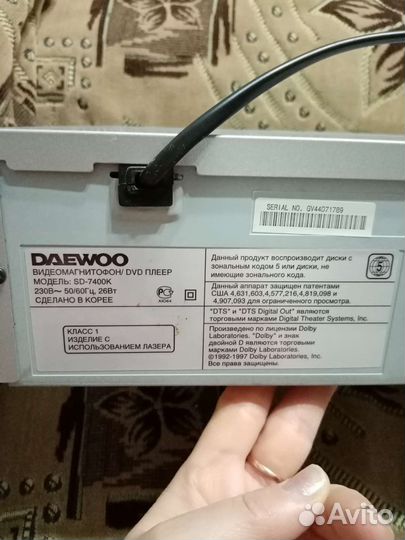 SERIAL NO. GV44D71789
DAEWOO
ВИДЕОМАГНИТОФОН/ DVD ПЛЕЕР
МОДЕЛЬ: SD-7400K
230В~ 50/60Гц, 26Вт
СДЕЛАНО В КОРЕЕ
АЮ64
КЛАСС 1
ИЗДЕЛИЕ С
ИСПОЛЬЗОВАНИЕМ ЛАЗЕРА
Данный продукт воспроизводит диски с
зональным кодом 5 или диски, не
имеющие зонального кода.
5
Данный аппарат защищен патентами
США 4,631,603,4,577,216,4,819,098 и
4,907,093 для ограниченного просмотра.
"DTS" и "DTS Digital Out" являются
торговыми марками Digital Theater Systems, Inc.
Произведено по лицензии Dolby
Laboratories. "Dolby" и знак
двойной D являются торговыми
марками Dolby Laboratories.
©1992-1997 Dolby Laboratories, Inc.
Все права защищены.
Avito